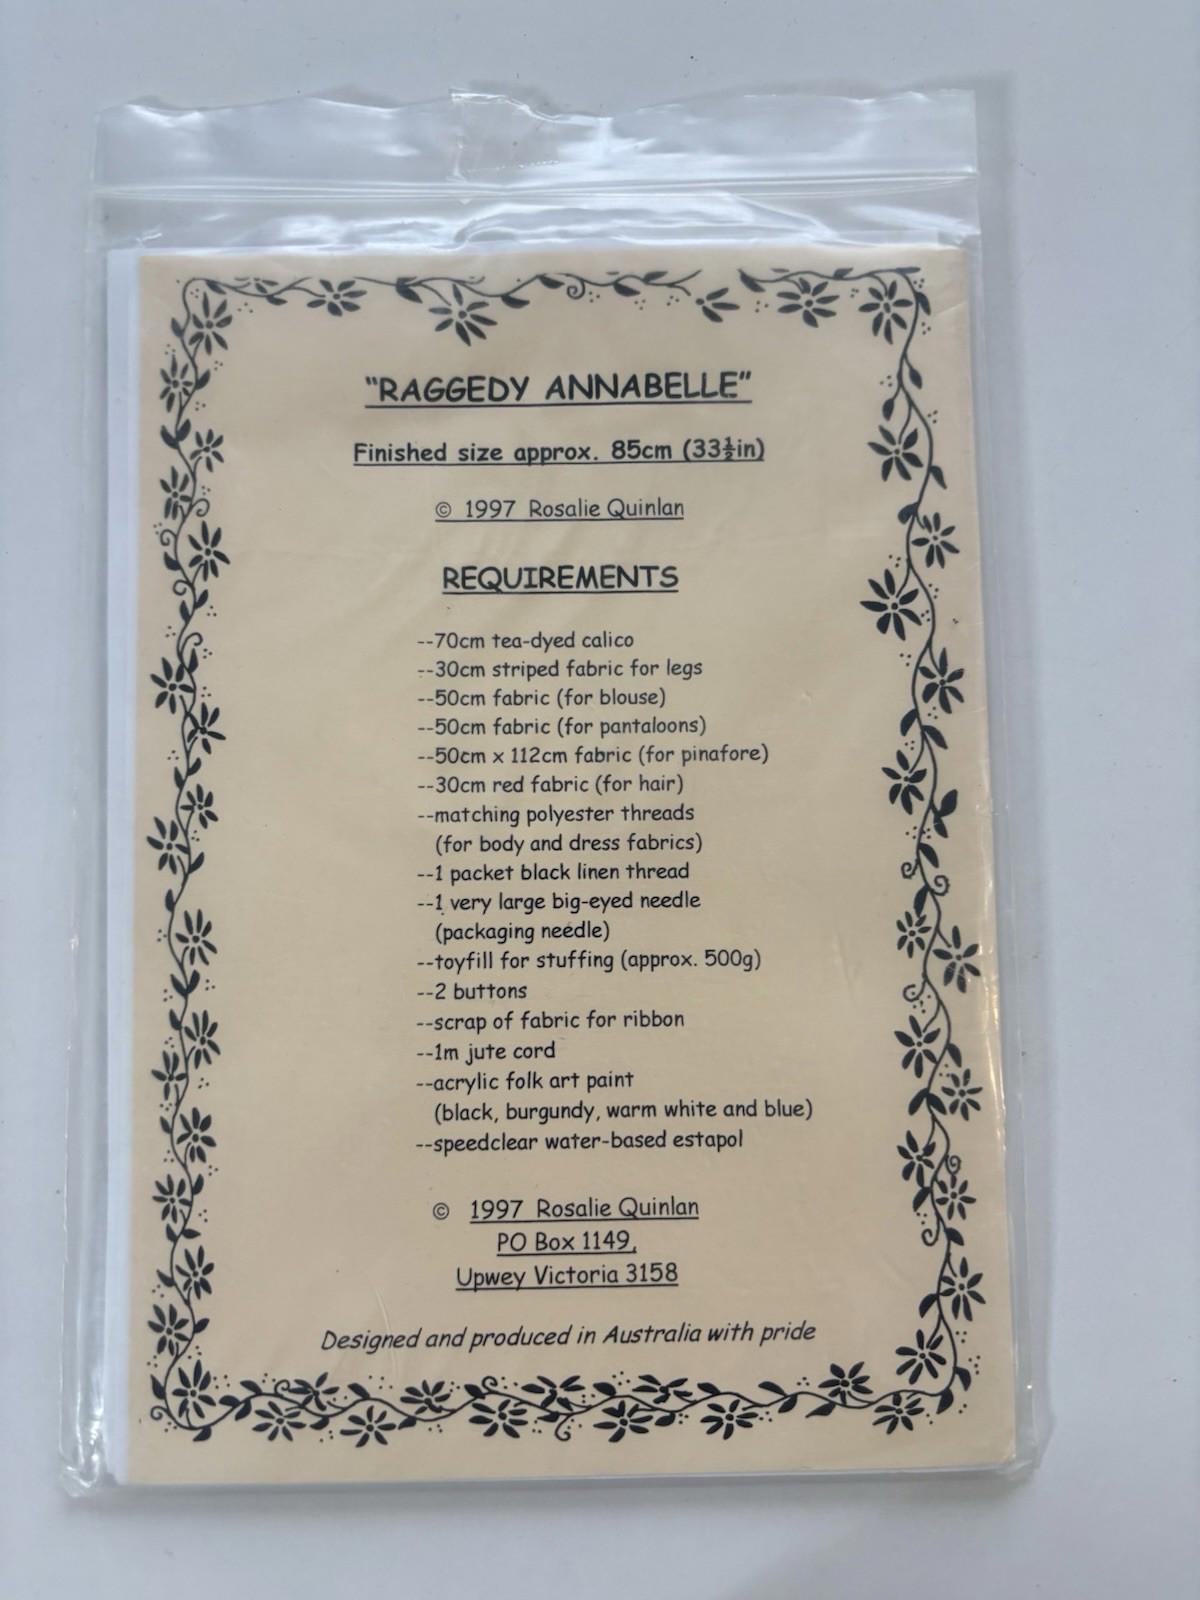 “RAGGEDY ANNABELLE”
Finished size approx. 85cm (33½in)
© 1997 Rosalie Quinlan
REQUIREMENTS
--70cm tea-dyed calico
--30cm striped fabric for legs
--50cm fabric (for blouse)
--50cm fabric (for pantaloons)
--50cm x 112cm fabric (for pinafore)
--30cm red fabric (for hair)
--matching polyester threads
(for body and dress fabrics)
--1 packet black linen thread
--1 very large big-eyed needle
(packaging needle)
--toyfill for stuffing (approx. 500g)
--2 buttons
--scrap of fabric for ribbon
--1m jute cord
--acrylic folk art paint
(black, burgundy, warm white and blue)
--speedclear water-based estapol
© 1997 Rosalie Quinlan
PO Box 1149,
Upwey Victoria 3158
Designed and produced in Australia with pride